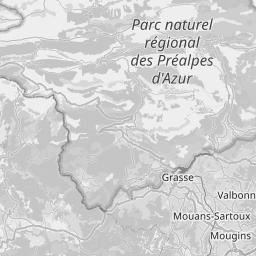 Parc naturel
régional
des Préalpes
d'Azur
Grasse
Valbonn
Mouans-Sartoux
Mougins